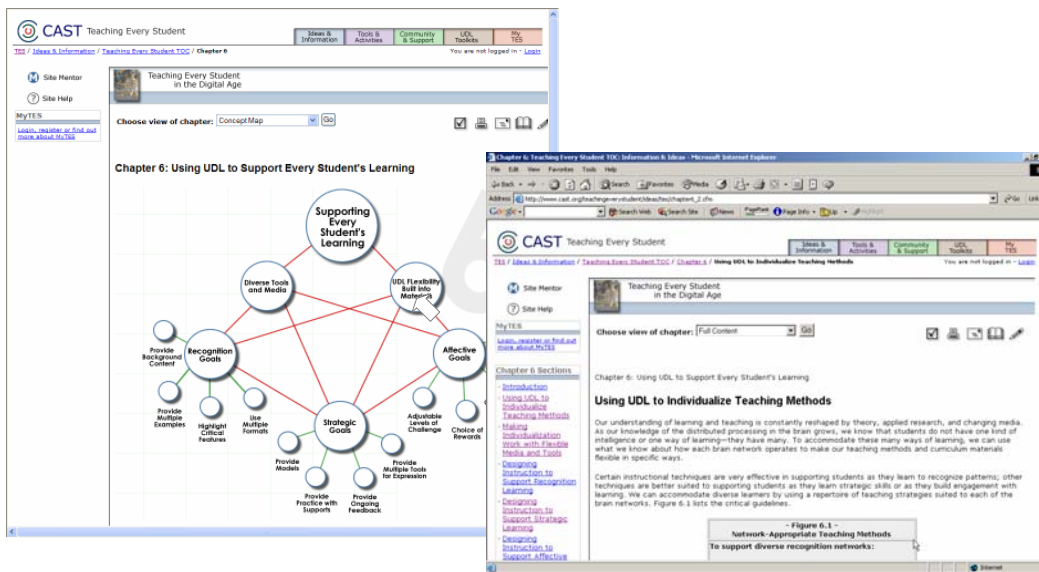 CAST Teaching Every Student
Ideas & Information
Tools & Activities
Community & Support
UDL Toolkits
My TES
TES / Ideas & Information / Teaching Every Student TOC / Chapter 6
You are not logged in - Login
Site Mentor
Site Help
MyTES
Login, register or find out
more about MyTES
Teaching Every Student
in the Digital Age
Choose view of chapter: Concept Map Go
Chapter 6: Using UDL to Support Every Student's Learning
6
Supporting
Every
Student's
Learning
Diverse Tools
and Media
UDL FLexibility
Built into
Materials
Provide
Background
Content
Recognition
Goals
Affective
Goals
Provide
Multiple
Examples
Highlight
Critical
Features
Use
Multiple
Formats
Strategic
Goals
Adjustable
Levels of
Challenge
Choice of
Rewards
Provide
Models
Provide
Practice with
Supports
Provide
Ongoing
Feedback
Provide
Multiple Tools
for Expression
Chapter 6: Teaching Every Student TOC: Information & Ideas - Microsoft Internet Explorer
File Edit View Favorites Tools Help
Back Search Favorites Media
Address http://www.cast.org/teachingeverystudent/ideas/tes/chapter6_2.cfm Go
Google Search Web Search Site News PageRank Page Info Up
CAST Teaching Every Student
Ideas & Information
Tools & Activities
Community & Support
UDL Toolkits
My TES
TES / Ideas & Information / Teaching Every Student TOC / Chapter 6 / Using UDL to Individualize Teaching Methods
You are not logged in - Login
Site Mentor
Site Help
MyTES
Login, register or find out
more about MyTES
Teaching Every Student
in the Digital Age
Choose view of chapter: Full Content Go
Chapter 6 Sections
Introduction
Using UDL to
Individualize
Teaching Methods
Making
Individualization
Work with Flexible
Media and Tools
Designing
Instruction to
Support Recognition
Learning
Designing
Instruction to
Support Strategic
Learning
Designing
Instruction to
Support Affective
Chapter 6: Using UDL to Support Every Student's Learning
Using UDL to Individualize Teaching Methods
Our understanding of learning and teaching is constantly reshaped by theory, applied research, and changing media.
As our knowledge of the distributed processing in the brain grows, we know that students do not have one kind of
intelligence or one way of learning—they have many. To accommodate these many ways of learning, we can use
what we know about how each brain network operates to make our teaching methods and curriculum materials
flexible in specific ways.
Certain instructional techniques are very effective in supporting students as they learn to recognize patterns; other
techniques are better suited to supporting students as they learn strategic skills or as they build engagement with
learning. We can accommodate diverse learners by using a repertoire of teaching strategies suited to each of the
brain networks. Figure 6.1 lists the critical guidelines.
- Figure 6.1 -
Network-Appropriate Teaching Methods
To support diverse recognition networks:
Internet